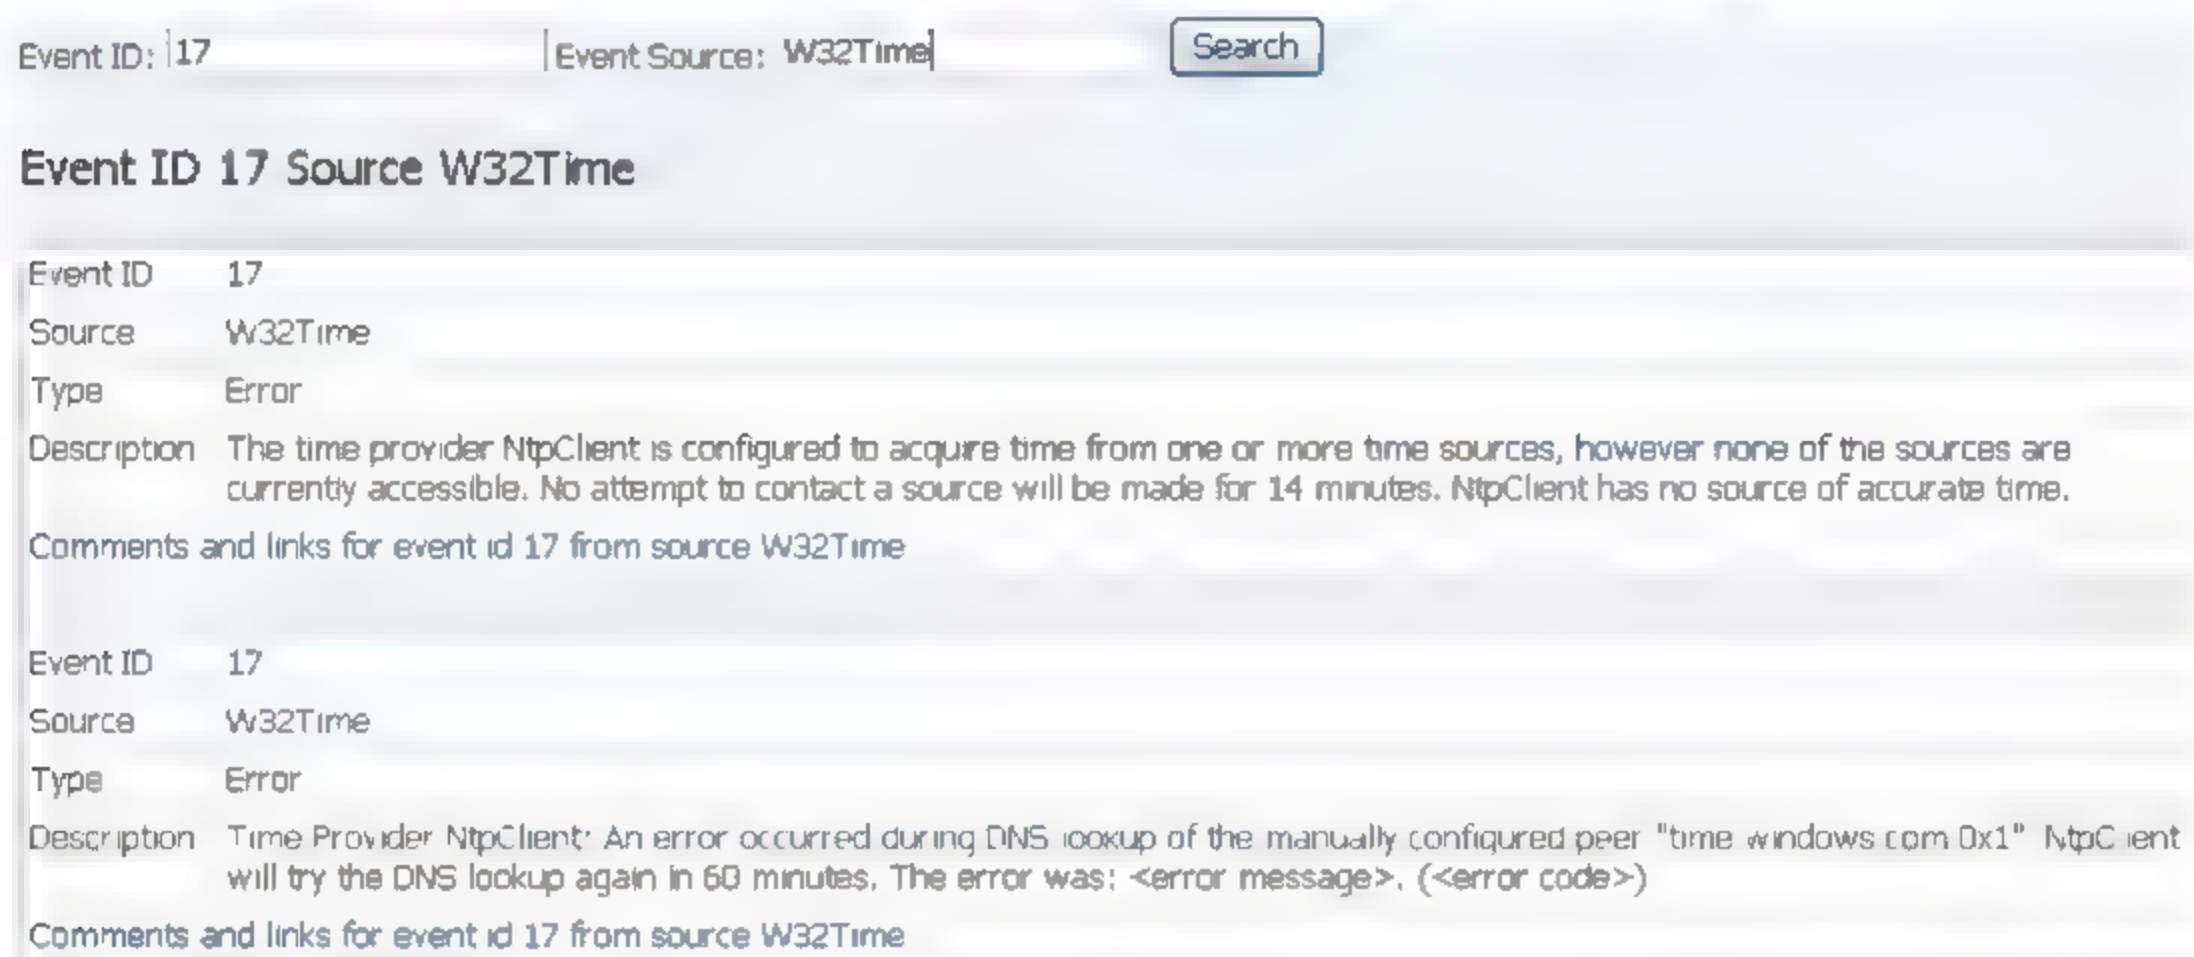 Event ID: 17 Event Source: W32Time Search
Event ID 17 Source W32Time
Event ID 17
Source W32Time
Type Error
Description The time provider NtpClient is configured to acquire time from one or more time sources, however none of the sources are
currently accessible. No attempt to contact a source will be made for 14 minutes. NtpClient has no source of accurate time.
Comments and links for event id 17 from source W32Time
Event ID 17
Source W32Time
Type Error
Description Time Provider NtpClient: An error occurred during DNS lookup of the manually configured peer "time windows com 0x1" NtpClient
will try the DNS lookup again in 60 minutes. The error was: <error message>. (<error code>)
Comments and links for event id 17 from source W32Time